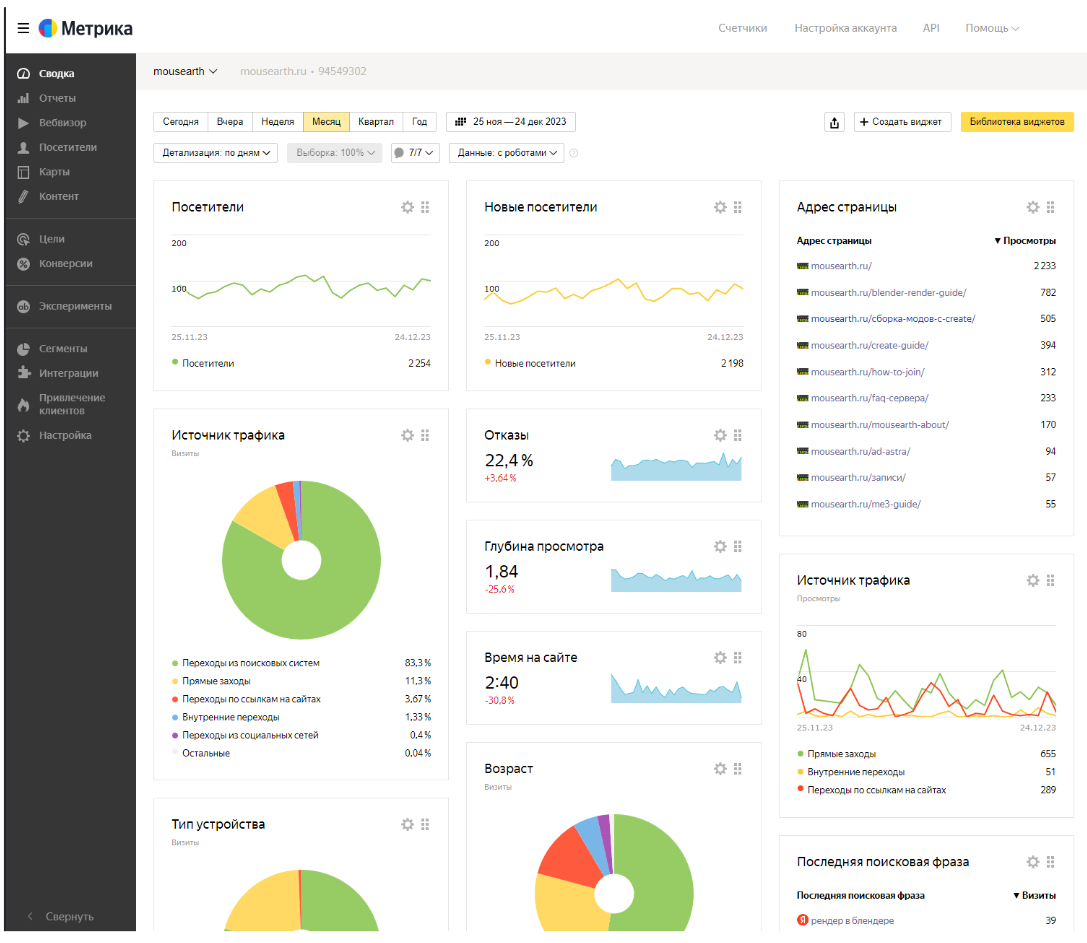 Метрика
Счетчики Настройка аккаунта API Помощь
Сводка
Отчеты
Вебвизор
Посетители
Карты
Контент
Цели
Конверсии
Эксперименты
Сегменты
Интеграции
Привлечение
клиентов
Настройка
Свернуть
mousearth mousearth.ru • 94549302
Сегодня Вчера Неделя Месяц Квартал Год 25 ноя — 24 дек 2023
+ Создать виджет Библиотека виджетов
Детализация: по дням Выборка: 100% 7/7 Данные: с роботами
Посетители
200
100
25.11.23 24.12.23
Посетители 2 254
Новые посетители
200
100
25.11.23 24.12.23
Новые посетители 2 198
Адрес страницы
Адрес страницы ▼ Просмотры
mousearth.ru/ 2 233
mousearth.ru/blender-render-guide/ 782
mousearth.ru/сборка-модов-с-create/ 505
mousearth.ru/create-guide/ 394
mousearth.ru/how-to-join/ 312
mousearth.ru/faq-сервера/ 233
mousearth.ru/mousearth-about/ 170
mousearth.ru/ad-astra/ 94
mousearth.ru/записи/ 57
mousearth.ru/me3-guide/ 55
Источник трафика
Визиты
Переходы из поисковых систем 83,3 %
Прямые заходы 11,3 %
Переходы по ссылкам на сайтах 3,67 %
Внутренние переходы 1,33 %
Переходы из социальных сетей 0,4 %
Остальные 0,04 %
Отказы
22,4 %
+3,64 %
Глубина просмотра
1,84
-25,6 %
Время на сайте
2:40
-30,8 %
Источник трафика
Просмотры
80
40
25.11.23 24.12.23
Прямые заходы 655
Внутренние переходы 51
Переходы по ссылкам на сайтах 289
Тип устройства
Визиты
Возраст
Визиты
Последняя поисковая фраза
Последняя поисковая фраза ▼ Визиты
Я рендер в блендере 39